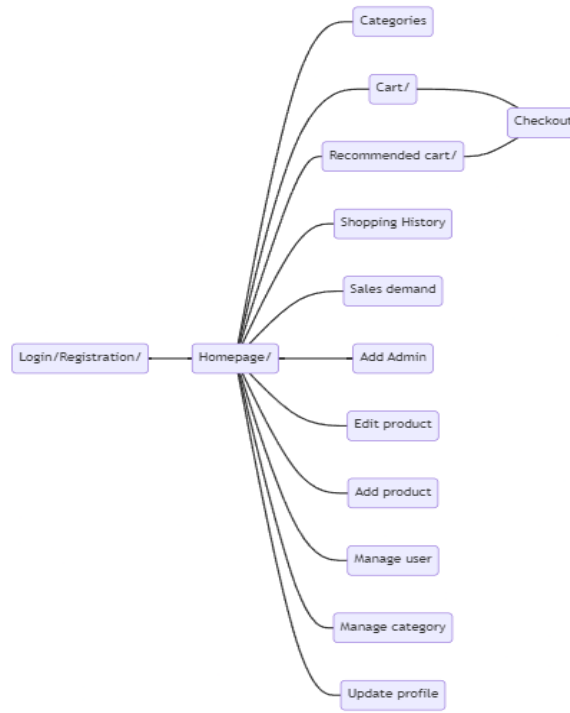 Categories
Cart/
Checkout
Recommended cart/
Shopping History
Sales demand
Login/Registration/
Homepage/
Add Admin
Edit product
Add product
Manage user
Manage category
Update profile